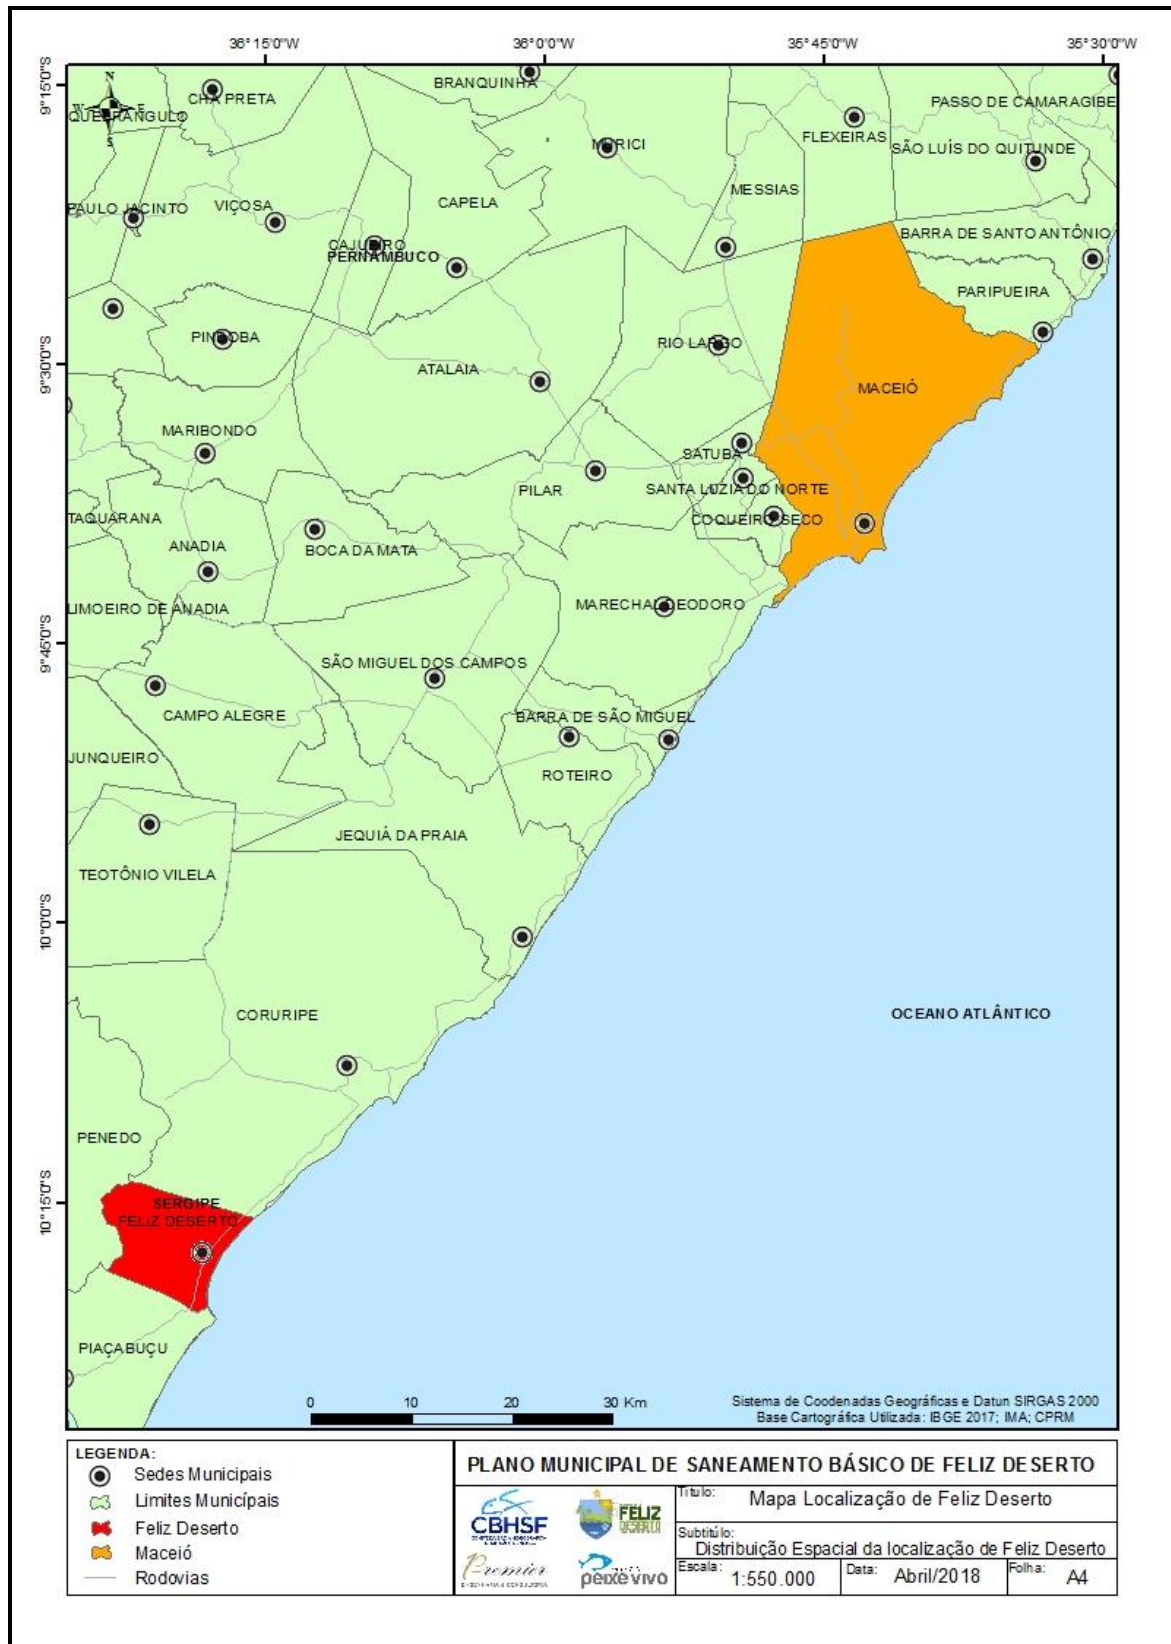 36°15'0"W
36°0'0"W
35°45'0"W
35°30'0"W
9°15'0"S
9°30'0"S
9°45'0"S
10°0'0"S
10°15'0"S
N
W
E
S
CHÃ PRETA
BRANQUINHA
PASSO DE CAMARAGIBE
QUEBRANGULO
FLEXEIRAS
MURICI
SÃO LUÍS DO QUITUNDE
MESSIAS
PAULO JACINTO
VIÇOSA
CAPELA
BARRA DE SANTO ANTÔNIO
CAJUEIRO
PERNAMBUCO
PARIPUEIRA
PINDOBA
RIO LARGO
ATALAIA
MACEIÓ
MARIBONDO
SATUBA
PILAR
SANTA LUZIA DO NORTE
TAQUARANA
COQUEIRO SECO
ANADIA
BOCA DA MATA
LIMOEIRO DE ANADIA
MARECHAL DEODORO
SÃO MIGUEL DOS CAMPOS
CAMPO ALEGRE
BARRA DE SÃO MIGUEL
JUNQUEIRO
ROTEIRO
JEQUIÁ DA PRAIA
TEOTÔNIO VILELA
CORURIPE
OCEANO ATLÂNTICO
PENEDO
SERGIPE
FELIZ DESERTO
PIAÇABUÇU
0 10 20 30 Km
Sistema de Coodenadas Geográficas e Datun SIRGAS 2000
Base Cartográfica Utilizada: IBGE 2017; IMA; CPRM
LEGENDA:
Sedes Municipais
Limites Municípais
Feliz Deserto
Maceió
Rodovias
PLANO MUNICIPAL DE SANEAMENTO BÁSICO DE FELIZ DESERTO
CBHSF
FELIZ
DESERTO
Premier
peixe vivo
Título:
Mapa Localização de Feliz Deserto
Subtitúlo:
Distribuição Espacial da localização de Feliz Deserto
Escala:
1:550.000
Data:
Abril/2018
Folha:
A4